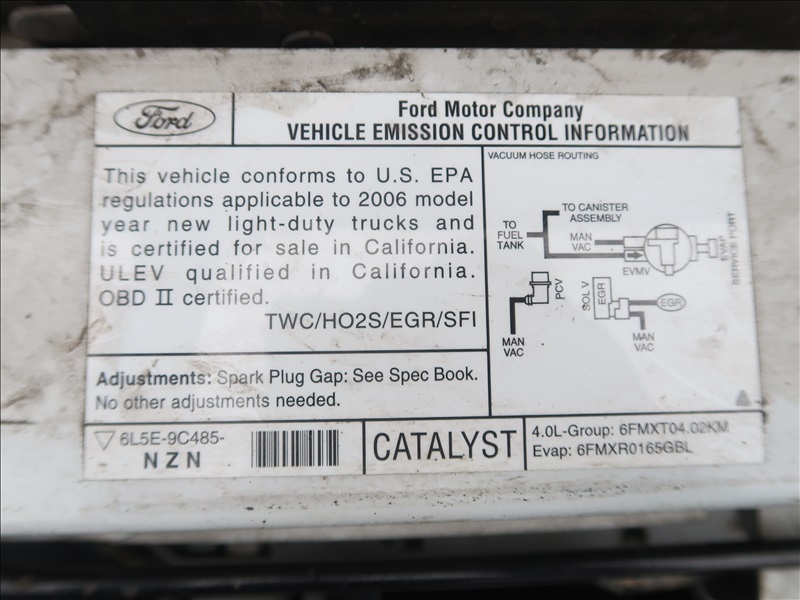 Ford
Ford Motor Company
VEHICLE EMISSION CONTROL INFORMATION
This vehicle conforms to U.S. EPA
regulations applicable to 2006 model
year new light-duty trucks and
is certified for sale in California.
ULEV qualified in California.
OBD II certified.
TWC/HO2S/EGR/SFI
Adjustments: Spark Plug Gap: See Spec Book.
No other adjustments needed.
VACUUM HOSE ROUTING
TO CANISTER
ASSEMBLY
TO
FUEL
TANK
MAN
VAC
EVMV
EVAP
SERVICE PORT
PCV
MAN
VAC
SOL V
EGR
EGR
MAN
VAC
6L5E-9C485-
NZN
CATALYST
4.0L-Group: 6FMXT04.02KM
Evap: 6FMXR0165GBL